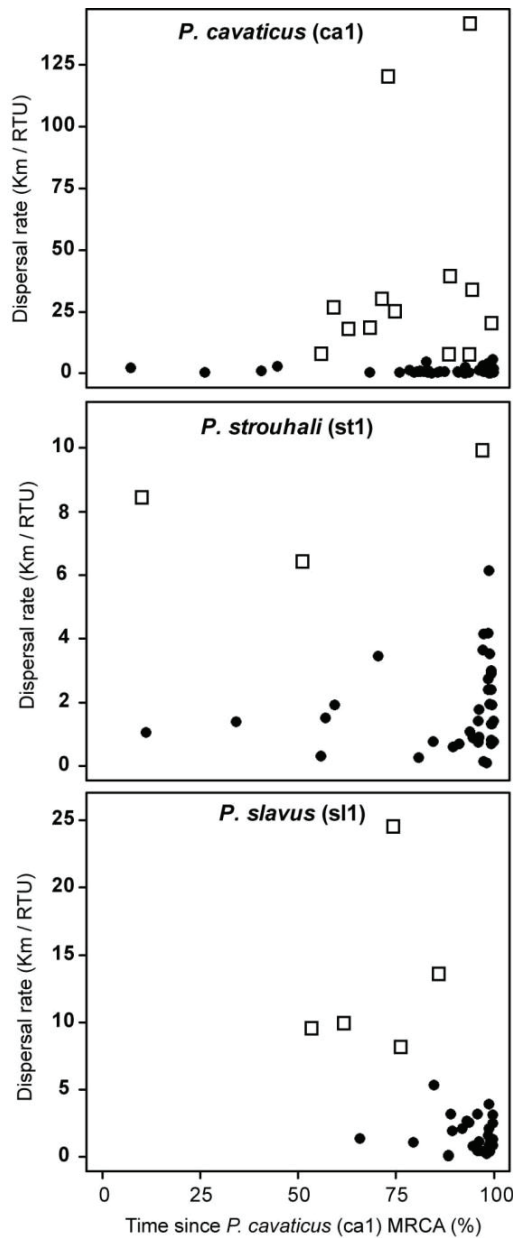 P. cavaticus (ca1)
Dispersal rate (Km / RTU)
125
100
75
50
25
0
P. strouhali (st1)
Dispersal rate (Km / RTU)
10
8
6
4
2
0
P. slavus (sl1)
Dispersal rate (Km / RTU)
25
20
15
10
5
0
0 25 50 75 100
Time since P. cavaticus (ca1) MRCA (%)